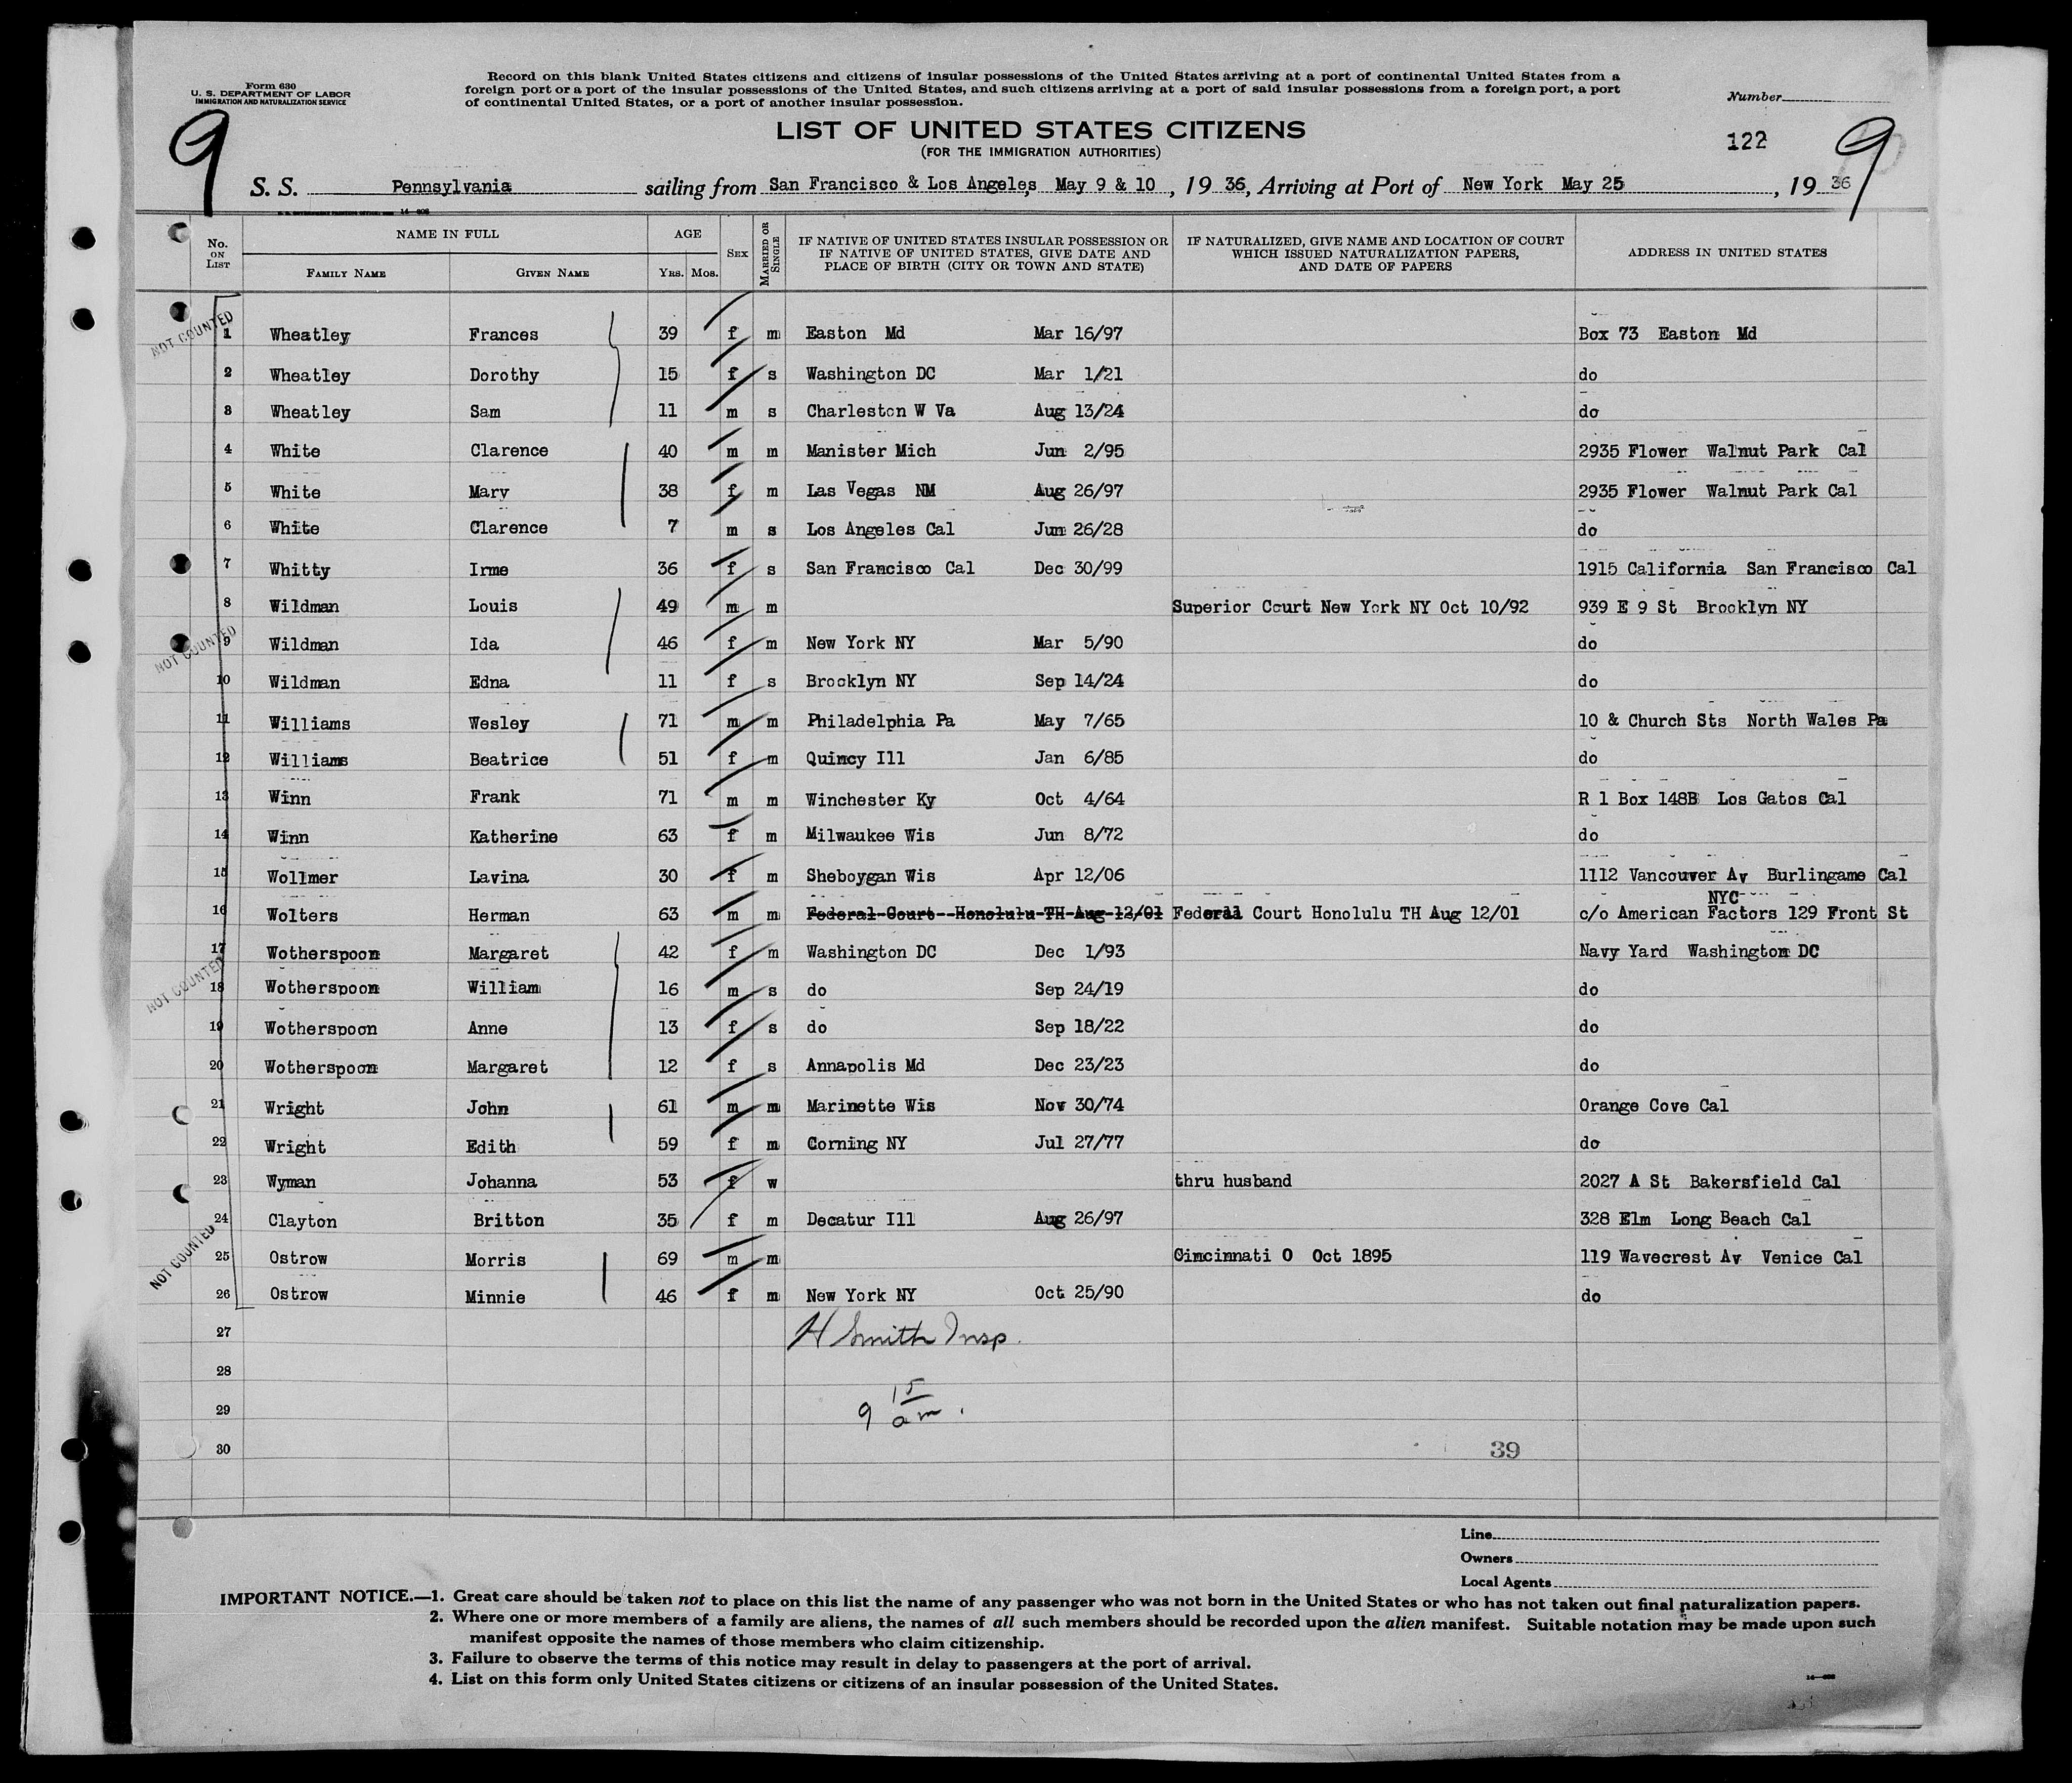 Form 630
U. S. DEPARTMENT OF LABOR
IMMIGRATION AND NATURALIZATION SERVICE
Record on this blank United States citizens and citizens of insular possessions of the United States arriving at a port of continental United States from a
foreign port or a port of the insular possessions of the United States, and such citizens arriving at a port of said insular possessions from a foreign port, a port
of continental United States, or a port of another insular possession.
Number
LIST OF UNITED STATES CITIZENS
(FOR THE IMMIGRATION AUTHORITIES)
122
9 9
S. S. Pennsylvania sailing from San Francisco & Los Angeles, May 9 & 10, 19 36, Arriving at Port of New York May 25, 19 36
No. ON LIST NAME IN FULL FAMILY NAME GIVEN NAME AGE YRS. MOS. SEX MARRIED OR SINGLE IF NATIVE OF UNITED STATES INSULAR POSSESSION OR IF NATIVE OF UNITED STATES, GIVE DATE AND PLACE OF BIRTH (CITY OR TOWN AND STATE) IF NATURALIZED, GIVE NAME AND LOCATION OF COURT WHICH ISSUED NATURALIZATION PAPERS, AND DATE OF PAPERS ADDRESS IN UNITED STATES
NOT COUNTED
1 Wheatley Frances 39 f m Easton Md Mar 16/97 Box 73 Easton Md
2 Wheatley Dorothy 15 f s Washington DC Mar 1/21 do
3 Wheatley Sam 11 m s Charleston W Va Aug 13/24 do
4 White Clarence 40 m m Manister Mich Jun 2/95 2935 Flower Walnut Park Cal
5 White Mary 38 f m Las Vegas NM Aug 26/97 2935 Flower Walnut Park Cal
6 White Clarence 7 m s Los Angeles Cal Jun 26/28 do
7 Whitty Irme 36 f s San Francisco Cal Dec 30/99 1915 California San Francisco Cal
8 Wildman Louis 49 m m Superior Court New York NY Oct 10/92 939 E 9 St Brooklyn NY
NOT COUNTED
9 Wildman Ida 46 f m New York NY Mar 5/90 do
10 Wildman Edna 11 f s Brooklyn NY Sep 14/24 do
11 Williams Wesley 71 m m Philadelphia Pa May 7/65 10 & Church Sts North Wales Pa
12 Williams Beatrice 51 f m Quincy Ill Jan 6/85 do
13 Winn Frank 71 m m Winchester Ky Oct 4/64 R 1 Box 148B Los Gatos Cal
14 Winn Katherine 63 f m Milwaukee Wis Jun 8/72 do
15 Wollmer Lavina 30 f m Sheboygan Wis Apr 12/06 1112 Vancouver Av Burlingame Cal
NYC
16 Wolters Herman 63 m m Federal Court Honolulu TH Aug 12/01 Federal Court Honolulu TH Aug 12/01 c/o American Factors 129 Front St
17 Wotherspoon Margaret 42 f m Washington DC Dec 1/93 Navy Yard Washington DC
NOT COUNTED
18 Wotherspoon William 16 m s do Sep 24/19 do
19 Wotherspoon Anne 13 f s do Sep 18/22 do
20 Wotherspoon Margaret 12 f s Annapolis Md Dec 23/23 do
21 Wright John 61 m m Marinette Wis Nov 30/74 Orange Cove Cal
22 Wright Edith 59 f m Corning NY Jul 27/77 do
23 Wyman Johanna 53 f w thru husband 2027 A St Bakersfield Cal
24 Clayton Britton 35 f m Decatur Ill Aug 26/97 328 Elm Long Beach Cal
NOT COUNTED
25 Ostrow Morris 69 m m Cincinnati O Oct 1895 119 Wavecrest Av Venice Cal
26 Ostrow Minnie 46 f m New York NY Oct 25/90 do
27 H Smith Insp.
28
29 9 15 am.
30 39
Line
Owners
Local Agents
IMPORTANT NOTICE.—1. Great care should be taken not to place on this list the name of any passenger who was not born in the United States or who has not taken out final naturalization papers.
2. Where one or more members of a family are aliens, the names of all such members should be recorded upon the alien manifest. Suitable notation may be made upon such
manifest opposite the names of those members who claim citizenship.
3. Failure to observe the terms of this notice may result in delay to passengers at the port of arrival.
4. List on this form only United States citizens or citizens of an insular possession of the United States.